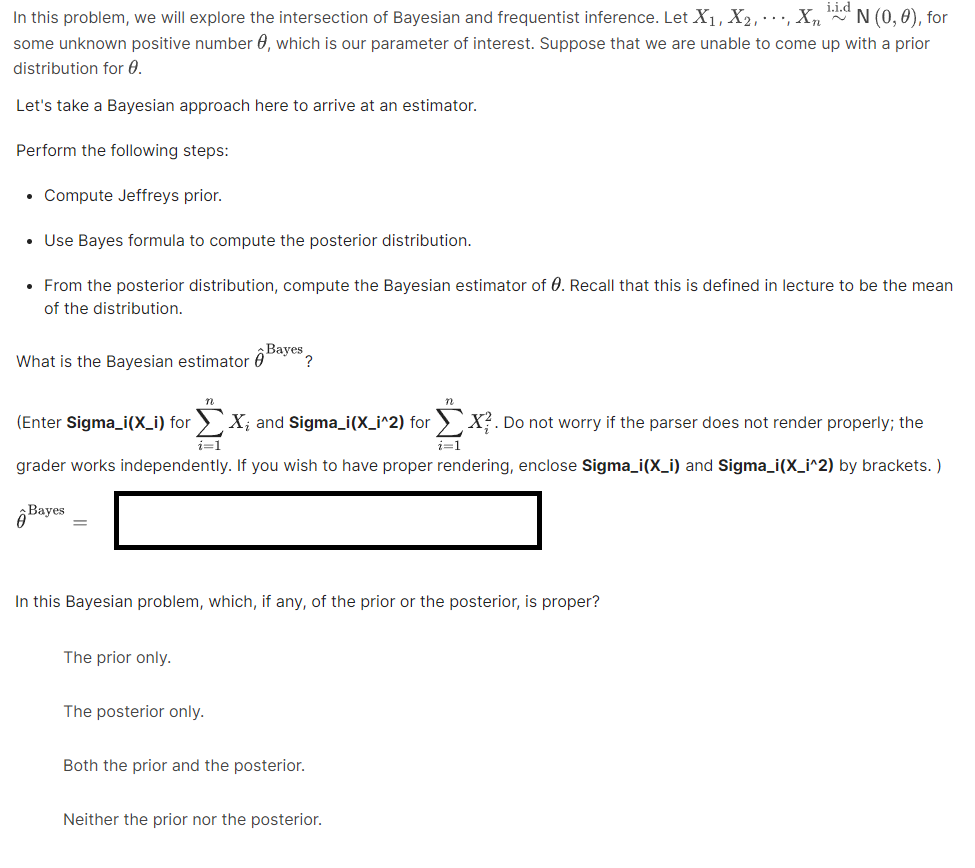 In this problem, we will explore the intersection of Bayesian and frequentist inference. Let $X_1, X_2, \cdots, X_n \overset{\text{i.i.d}}{\sim} \mathsf{N}(0, \theta)$, for
some unknown positive number $\theta$, which is our parameter of interest. Suppose that we are unable to come up with a prior
distribution for $\theta$.
Let's take a Bayesian approach here to arrive at an estimator.
Perform the following steps:
• Compute Jeffreys prior.
• Use Bayes formula to compute the posterior distribution.
• From the posterior distribution, compute the Bayesian estimator of $\theta$. Recall that this is defined in lecture to be the mean
of the distribution.
What is the Bayesian estimator $\hat{\theta}^{\text{Bayes}}$?
(Enter Sigma_i(X_i) for $\sum_{i=1}^{n} X_i$ and Sigma_i(X_i^2) for $\sum_{i=1}^{n} X_i^2$. Do not worry if the parser does not render properly; the
grader works independently. If you wish to have proper rendering, enclose Sigma_i(X_i) and Sigma_i(X_i^2) by brackets. )
$\hat{\theta}^{\text{Bayes}} =$
In this Bayesian problem, which, if any, of the prior or the posterior, is proper?
The prior only.
The posterior only.
Both the prior and the posterior.
Neither the prior nor the posterior.